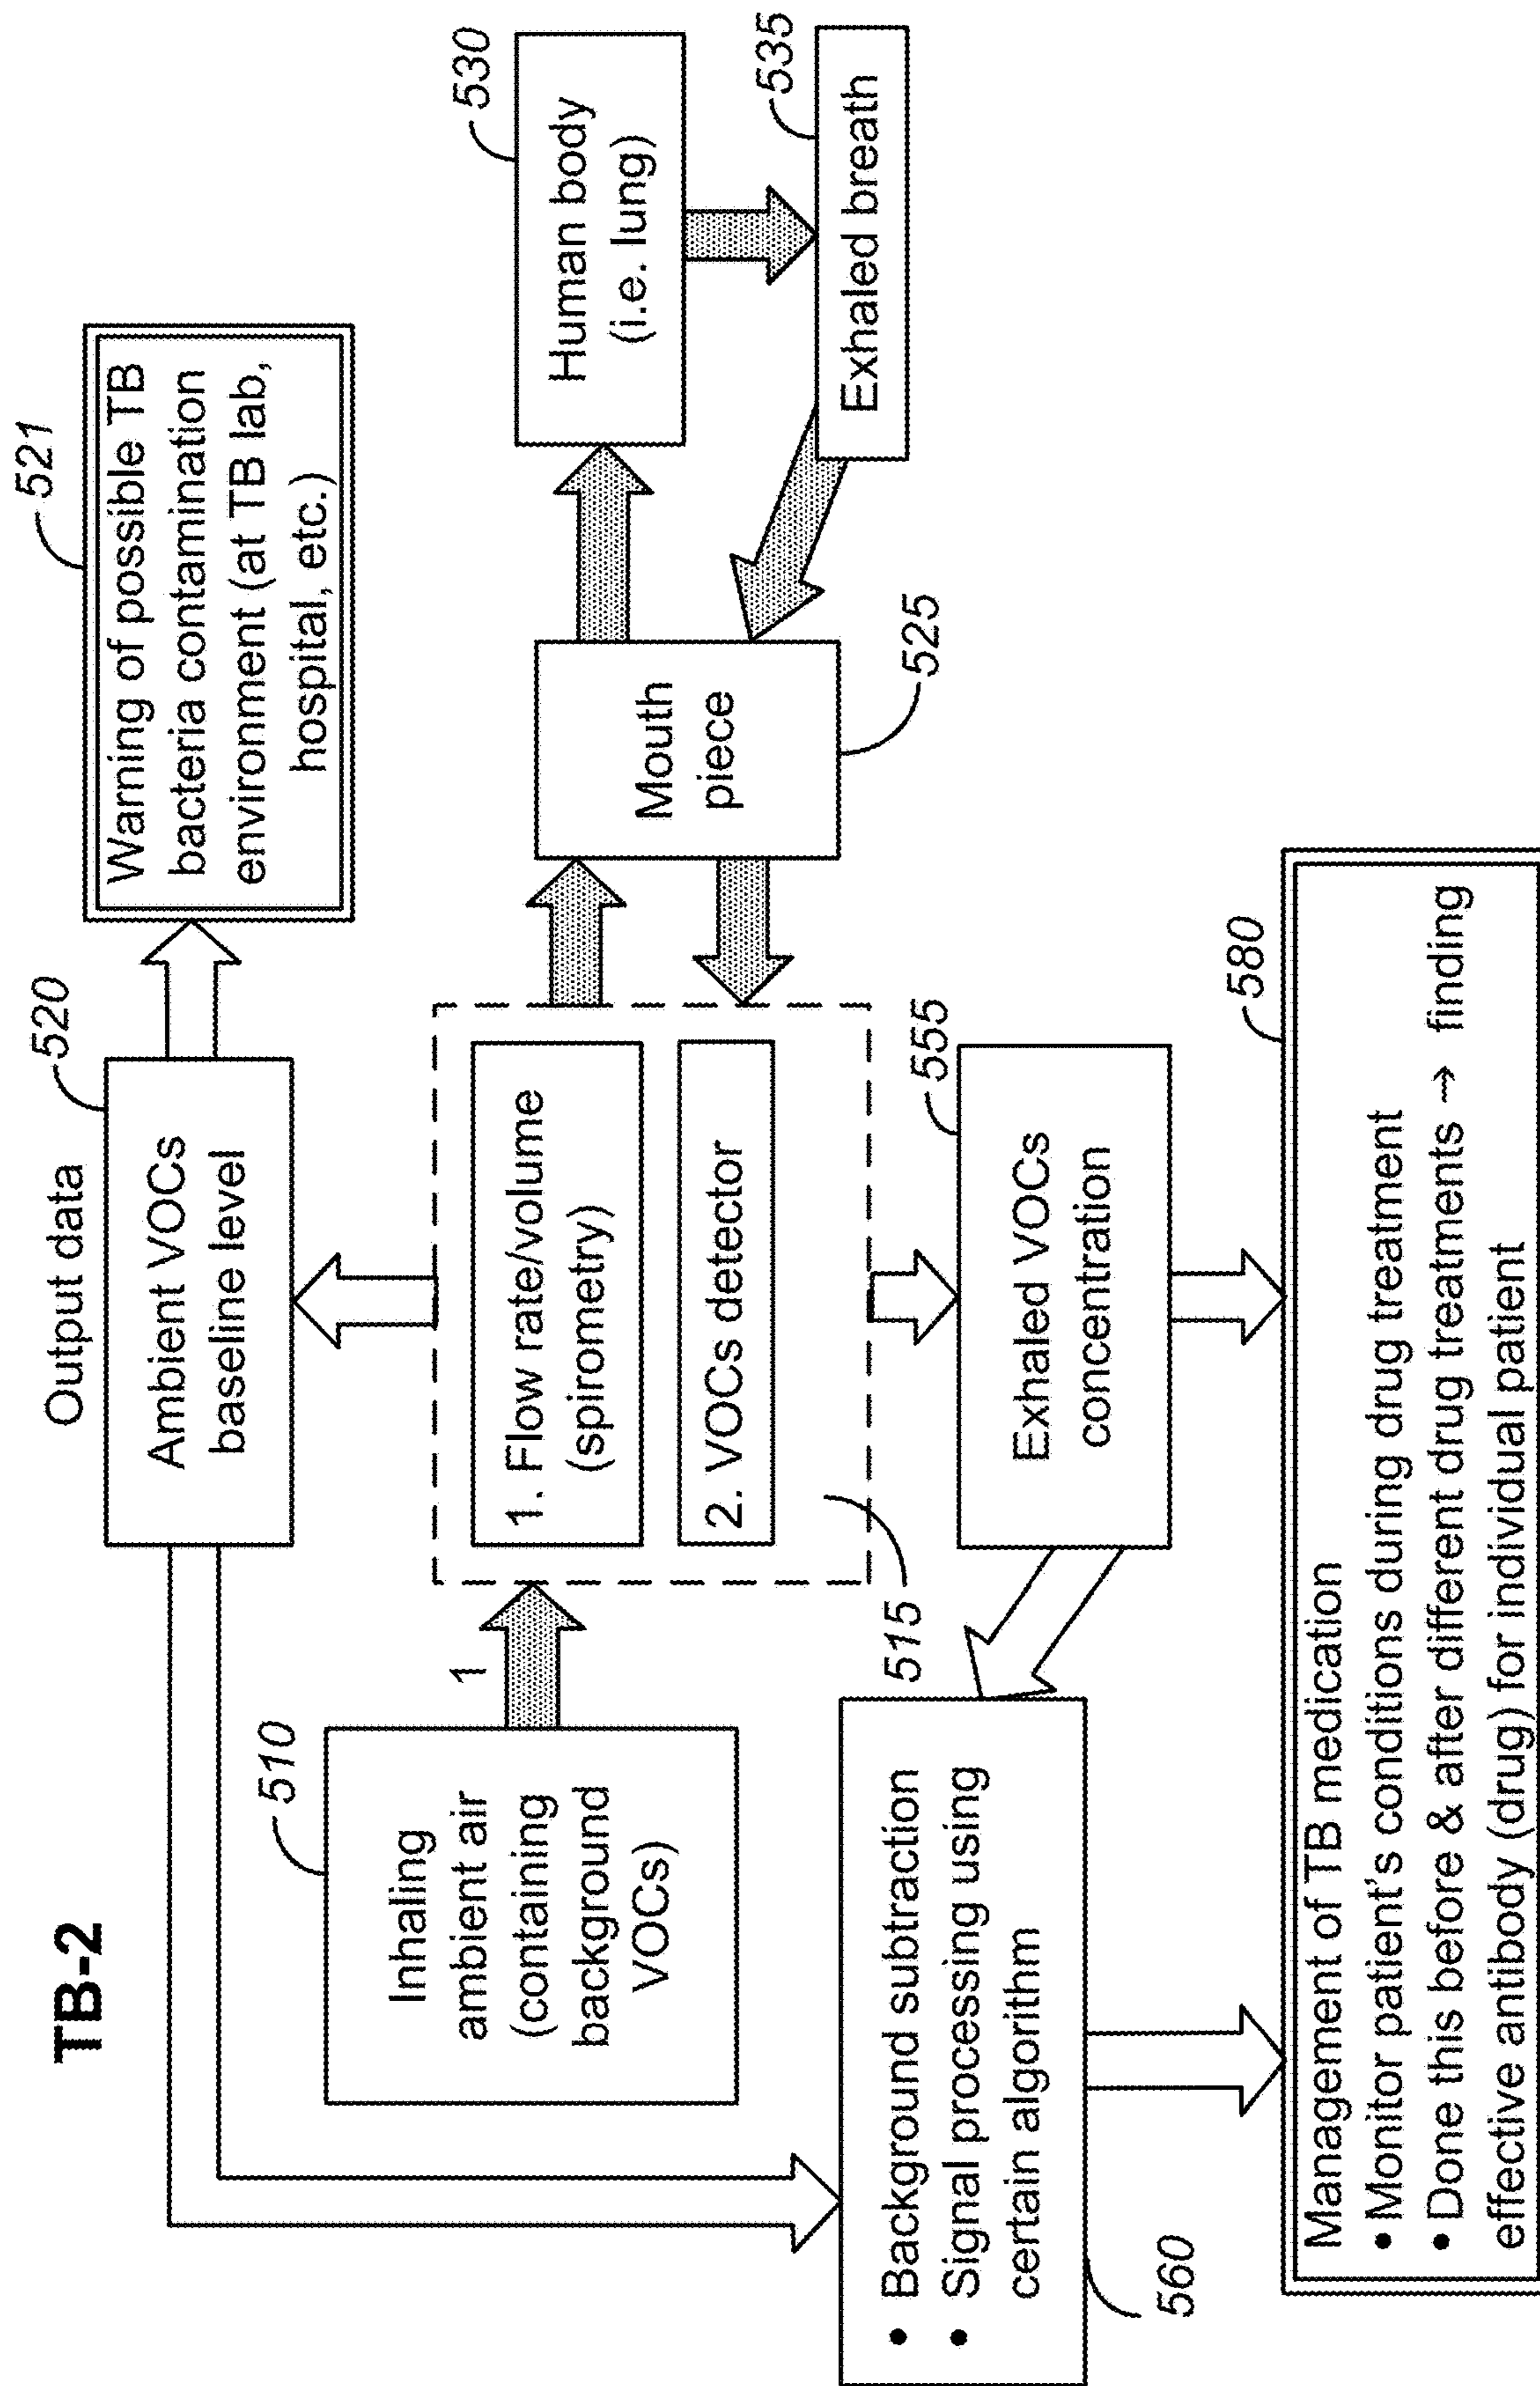 TB-2
Output data
520
Ambient VOCs
baseline level
521
Warning of possible TB
bacteria contamination
environment (at TB lab,
hospital, etc.)
510
Inhaling
ambient air
(containing
background
VOCs)
1
1. Flow rate/volume
(spirometry)
2. VOCs detector
515
Mouth
piece
525
530
Human body
(i.e. lung)
535
Exhaled breath
555
Exhaled VOCs
concentration
• Background subtraction
• Signal processing using
certain algorithm
560
580
Management of TB medication
• Monitor patient's conditions during drug treatment
• Done this before & after different drug treatments → finding
effective antibody (drug) for individual patient